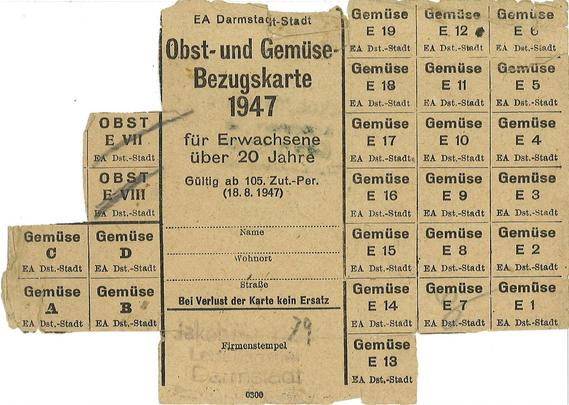 EA Darmstadt-Stadt
Obst- und Gemüse-
Bezugskarte
1947
für Erwachsene
über 20 Jahre
Gültig ab 105. Zut.-Per.
(18. 8. 1947)
Name
Wohnort
Straße
Bei Verlust der Karte kein Ersatz
79
Firmenstempel
Darmstadt
0300
OBST
E VII
EA Dst.-Stadt
OBST
E VIII
EA Dst.-Stadt
Gemüse
C
EA Dst.-Stadt
Gemüse
D
EA Dst.-Stadt
Gemüse
A
EA Dst.-Stadt
Gemüse
B
EA Dst.-Stadt
Gemüse
E 19
EA Dst.-Stadt
Gemüse
E 12
EA Dst.-Stadt
Gemüse
E 6
EA Dst.-Stadt
Gemüse
E 18
EA Dst.-Stadt
Gemüse
E 11
EA Dst.-Stadt
Gemüse
E 5
EA Dst.-Stadt
Gemüse
E 17
EA Dst.-Stadt
Gemüse
E 10
EA Dst.-Stadt
Gemüse
E 4
EA Dst.-Stadt
Gemüse
E 16
EA Dst.-Stadt
Gemüse
E 9
EA Dst.-Stadt
Gemüse
E 3
EA Dst.-Stadt
Gemüse
E 15
EA Dst.-Stadt
Gemüse
E 8
EA Dst.-Stadt
Gemüse
E 2
EA Dst.-Stadt
Gemüse
E 14
EA Dst.-Stadt
Gemüse
E 7
EA Dst.-Stadt
Gemüse
E 1
EA Dst.-Stadt
Gemüse
E 13
EA Dst.-Stadt